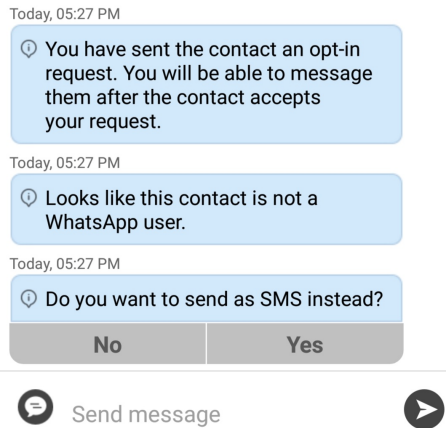 Today, 05:27 PM
You have sent the contact an opt-in
request. You will be able to message
them after the contact accepts
your request.
Today, 05:27 PM
Looks like this contact is not a
WhatsApp user.
Today, 05:27 PM
Do you want to send as SMS instead?
No Yes
Send message